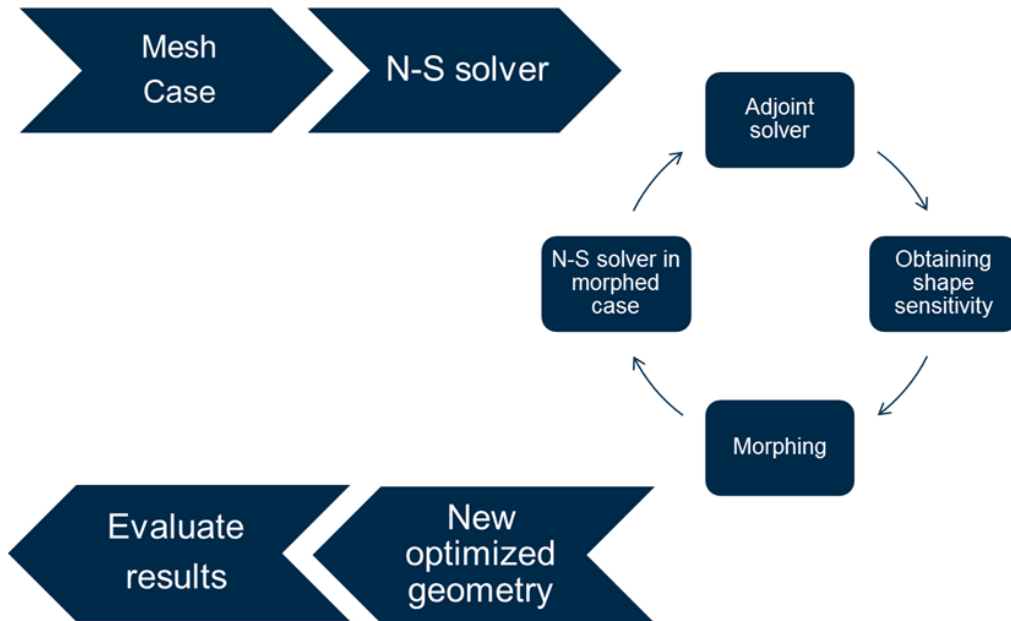 Mesh
Case
N-S solver
Adjoint
solver
Obtaining
shape
sensitivity
Morphing
N-S solver in
morphed
case
New
optimized
geometry
Evaluate
results